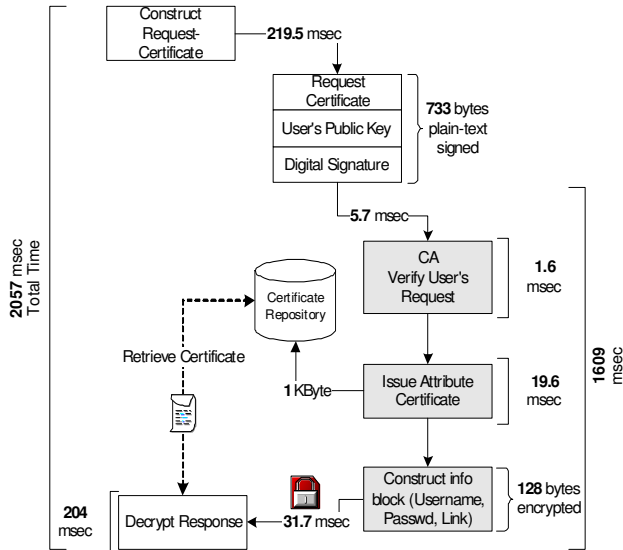 Construct
Request-
Certificate
219.5 msec
Request
Certificate
User's Public Key
Digital Signature
733 bytes
plain-text
signed
5.7 msec
CA
Verify User's
Request
1.6
msec
Certificate
Repository
2057 msec
Total Time
Retrieve Certificate
1 KByte
Issue Attribute
Certificate
19.6
msec
1609
msec
Construct info
block (Username,
Passwd, Link)
128 bytes
encrypted
31.7 msec
Decrypt Response
204
msec